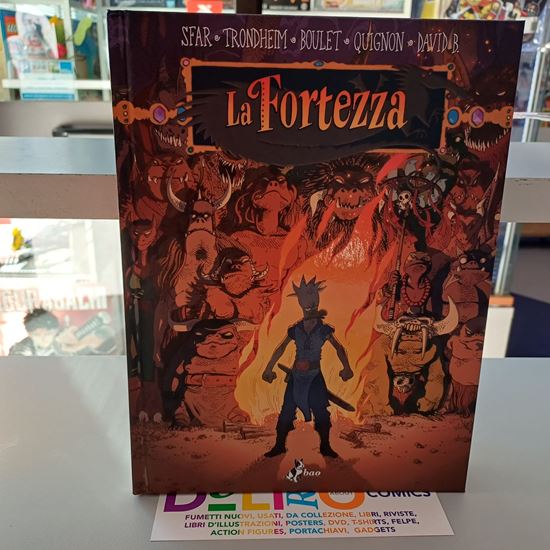 SFAR • TRONDHEIM • BOULET • QUIGNON • DAVID B.
La Fortezza
bao
COMICS
FUMETTI NUOVI, USATI, DA COLLEZIONE, LIBRI, RIVISTE,
LIBRI D'ILLUSTRAZIONI, POSTERS, DVD, T-SHIRTS, FELPE,
ACTION FIGURES, PORTACHIAVI, GADGETS